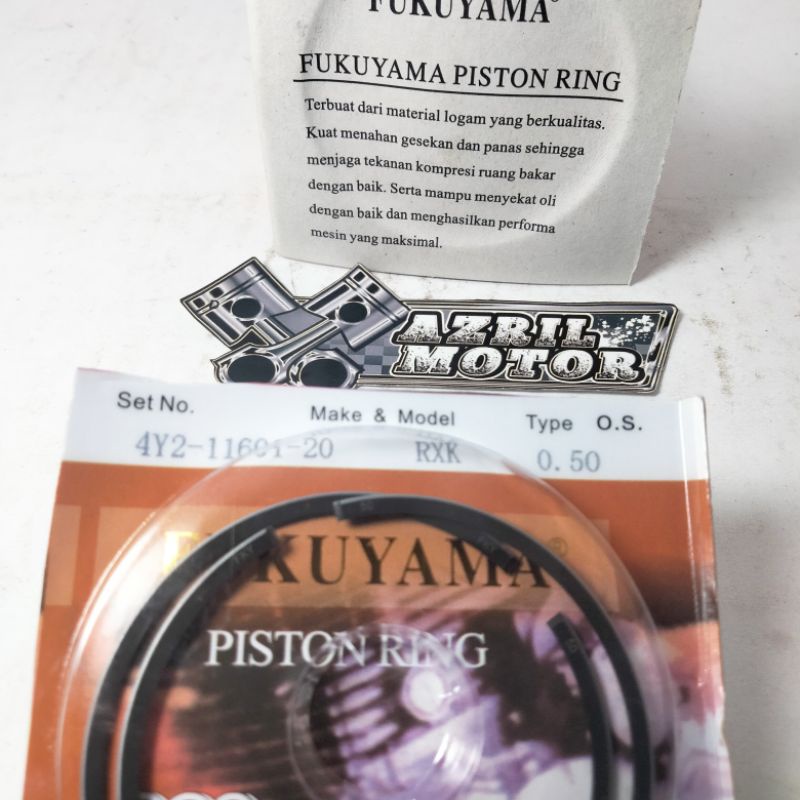 FUKUYAMA®
FUKUYAMA PISTON RING
Terbuat dari material logam yang berkualitas.
Kuat menahan gesekan dan panas sehingga
menjaga tekanan kompresi ruang bakar
dengan baik. Serta mampu menyekat oli
dengan baik dan menghasilkan performa
mesin yang maksimal.
AZRIL
MOTOR
Set No. Make & Model Type O.S.
4Y2-11601-20 RXK 0.50
FUKUYAMA®
PISTON RING